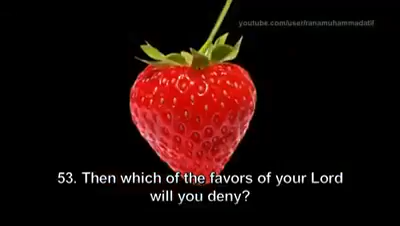 youtube.com/user/ranamuhammadatif
53. Then which of the favors of your Lord
will you deny?